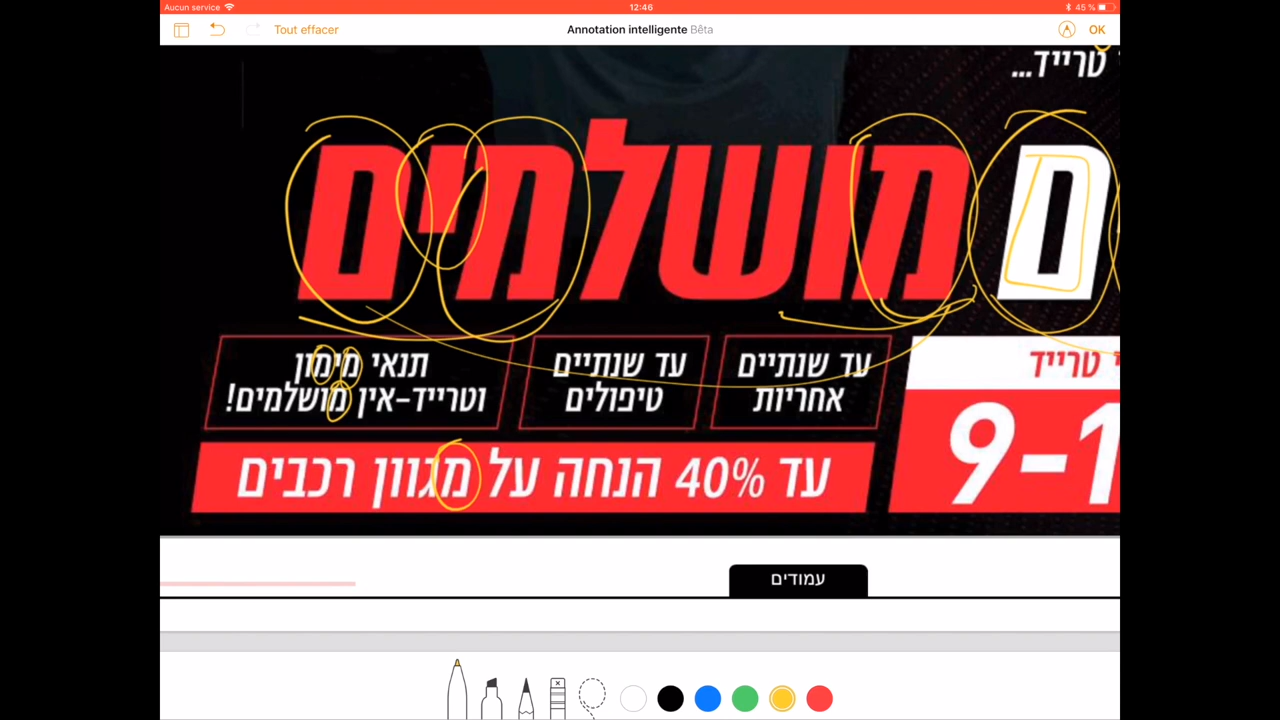 Aucun service 12:46 45 %
Tout effacer Annotation intelligente Bêta OK
טרייד...
ם מושלמים
טרייד
עד שנתיים
אחריות
עד שנתיים
טיפולים
תנאי מימון
וטרייד-אין מושלמים!
9-1
עד 40% הנחה על מגוון רכבים
עמודים